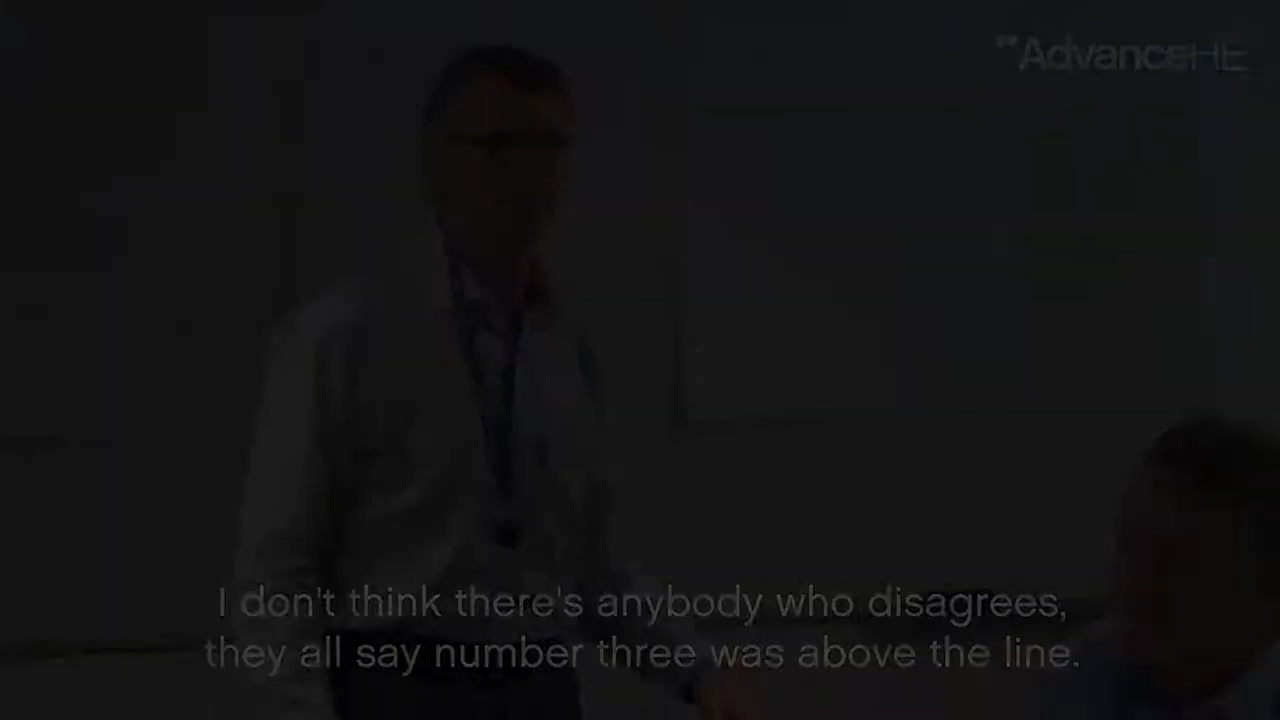 AdvanceHE
I don't think there's anybody who disagrees,
they all say number three was above the line.